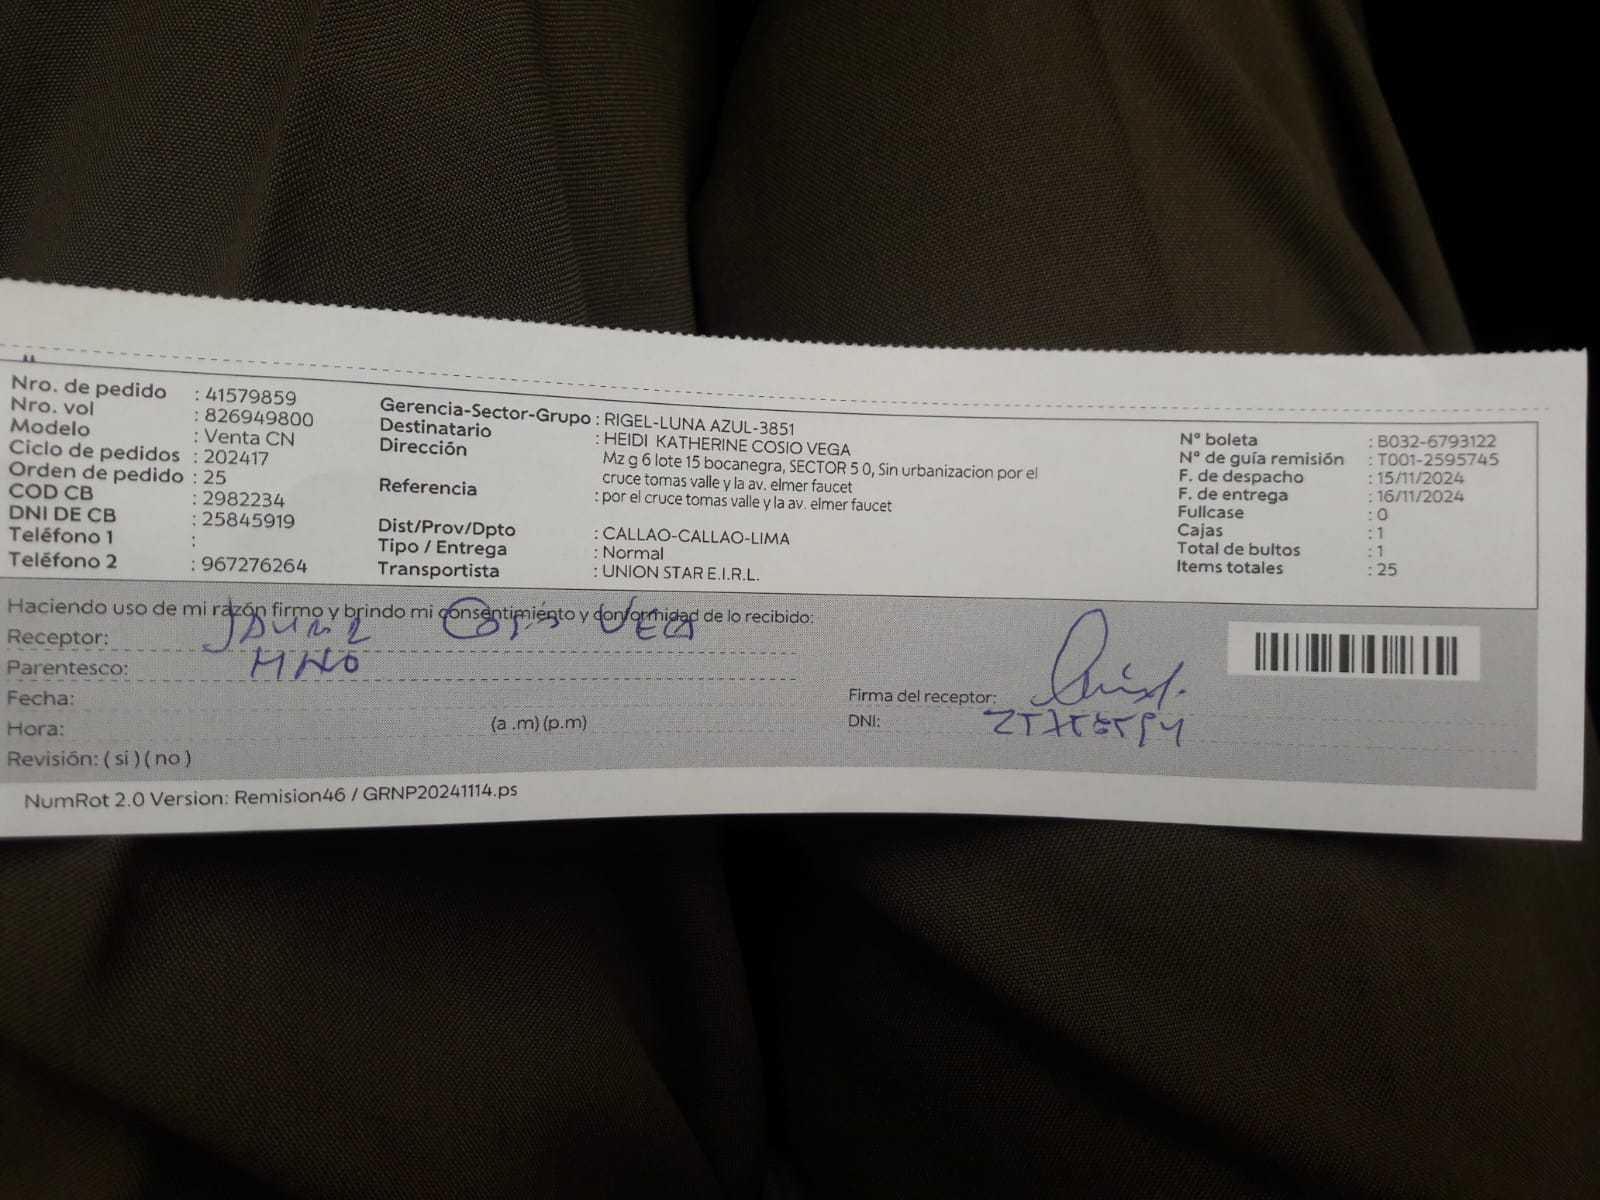 Nro. de pedido : 41579859
Nro. vol : 826949800
Modelo : Venta CN
Ciclo de pedidos : 202417
Orden de pedido : 25
COD CB : 2982234
DNI DE CB : 25845919
Teléfono 1 :
Teléfono 2 : 967276264
Gerencia-Sector-Grupo : RIGEL-LUNA AZUL-3851
Destinatario : HEIDI KATHERINE COSIO VEGA
Dirección Mz g 6 lote 15 bocanegra, SECTOR 5 0, Sin urbanizacion por el
cruce tomas valle y la av. elmer faucet
Referencia : por el cruce tomas valle y la av. elmer faucet
Dist/Prov/Dpto : CALLAO-CALLAO-LIMA
Tipo / Entrega : Normal
Transportista : UNION STAR E.I.R.L.
N° boleta : B032-6793122
N° de guía remisión : T001-2595745
F. de despacho : 15/11/2024
F. de entrega : 16/11/2024
Fullcase : 0
Cajas : 1
Total de bultos : 1
Items totales : 25
Haciendo uso de mi razón firmo y brindo mi consentimiento y conformidad de lo recibido:
Receptor: VEGA
Parentesco: HNO
Fecha:
Hora: (a .m) (p.m)
Revisión: ( si ) ( no )
Firma del receptor:
DNI:
NumRot 2.0 Version: Remision46 / GRNP20241114.ps